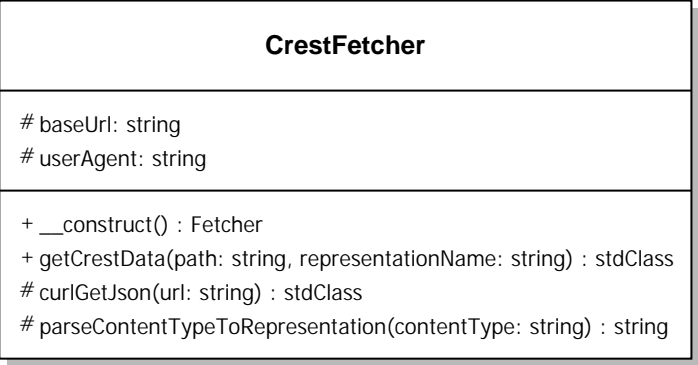 CrestFetcher
# baseUrl: string
# userAgent: string
+ __construct() : Fetcher
+ getCrestData(path: string, representationName: string) : stdClass
# curlGetJson(url: string) : stdClass
# parseContentTypeToRepresentation(contentType: string) : string